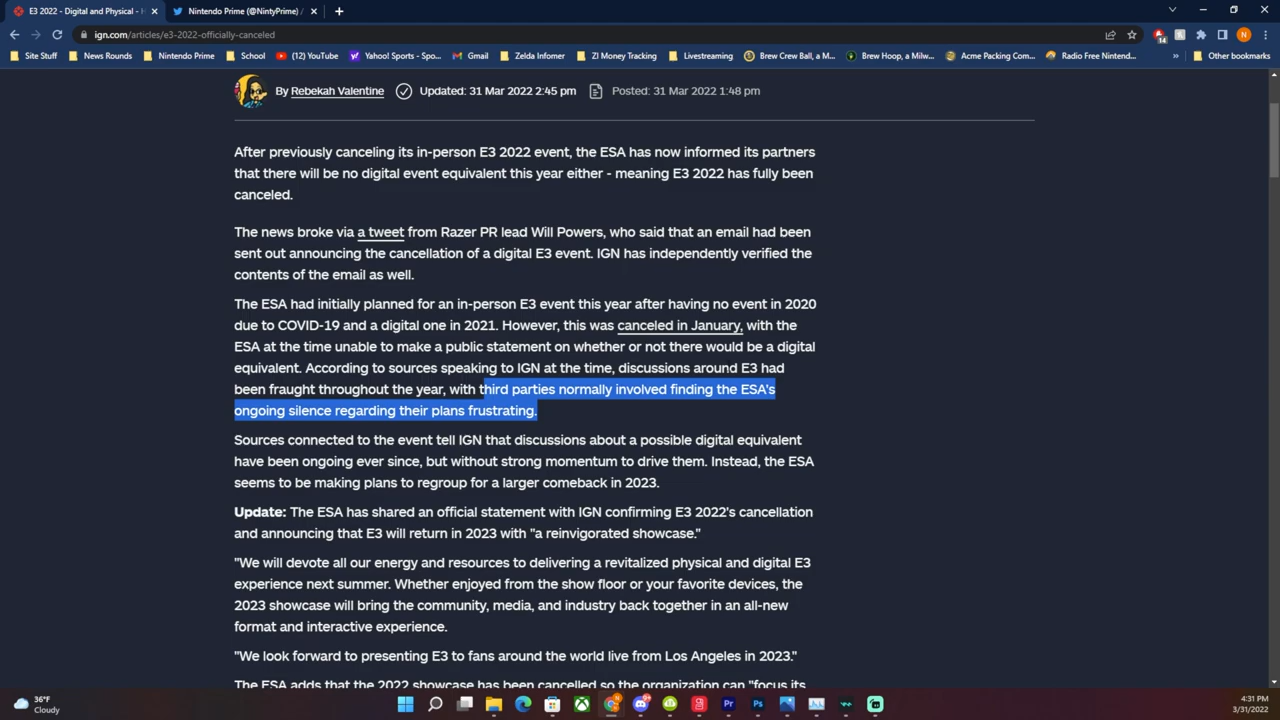 E3 2022 - Digital and Physical - H
Nintendo Prime (@NintyPrime) /
ign.com/articles/e3-2022-officially-canceled
14
N
Site Stuff
News Rounds
Nintendo Prime
School
(12) YouTube
Yahoo! Sports - Spo...
Gmail
Zelda Infomer
ZI Money Tracking
Livestreaming
Brew Crew Ball, a M...
Brew Hoop, a Milw...
Acme Packing Com...
Radio Free Nintend...
»
Other bookmarks
By Rebekah Valentine
Updated: 31 Mar 2022 2:45 pm
Posted: 31 Mar 2022 1:48 pm
After previously canceling its in-person E3 2022 event, the ESA has now informed its partners
that there will be no digital event equivalent this year either - meaning E3 2022 has fully been
canceled.
The news broke via a tweet from Razer PR lead Will Powers, who said that an email had been
sent out announcing the cancellation of a digital E3 event. IGN has independently verified the
contents of the email as well.
The ESA had initially planned for an in-person E3 event this year after having no event in 2020
due to COVID-19 and a digital one in 2021. However, this was canceled in January, with the
ESA at the time unable to make a public statement on whether or not there would be a digital
equivalent. According to sources speaking to IGN at the time, discussions around E3 had
been fraught throughout the year, with third parties normally involved finding the ESA's
ongoing silence regarding their plans frustrating.
Sources connected to the event tell IGN that discussions about a possible digital equivalent
have been ongoing ever since, but without strong momentum to drive them. Instead, the ESA
seems to be making plans to regroup for a larger comeback in 2023.
Update: The ESA has shared an official statement with IGN confirming E3 2022's cancellation
and announcing that E3 will return in 2023 with "a reinvigorated showcase."
"We will devote all our energy and resources to delivering a revitalized physical and digital E3
experience next summer. Whether enjoyed from the show floor or your favorite devices, the
2023 showcase will bring the community, media, and industry back together in an all-new
format and interactive experience.
"We look forward to presenting E3 to fans around the world live from Los Angeles in 2023."
The ESA adds that the 2022 showcase has been cancelled so the organization can "focus its
36°F
Cloudy
Pr
Ps
4:31 PM
3/31/2022